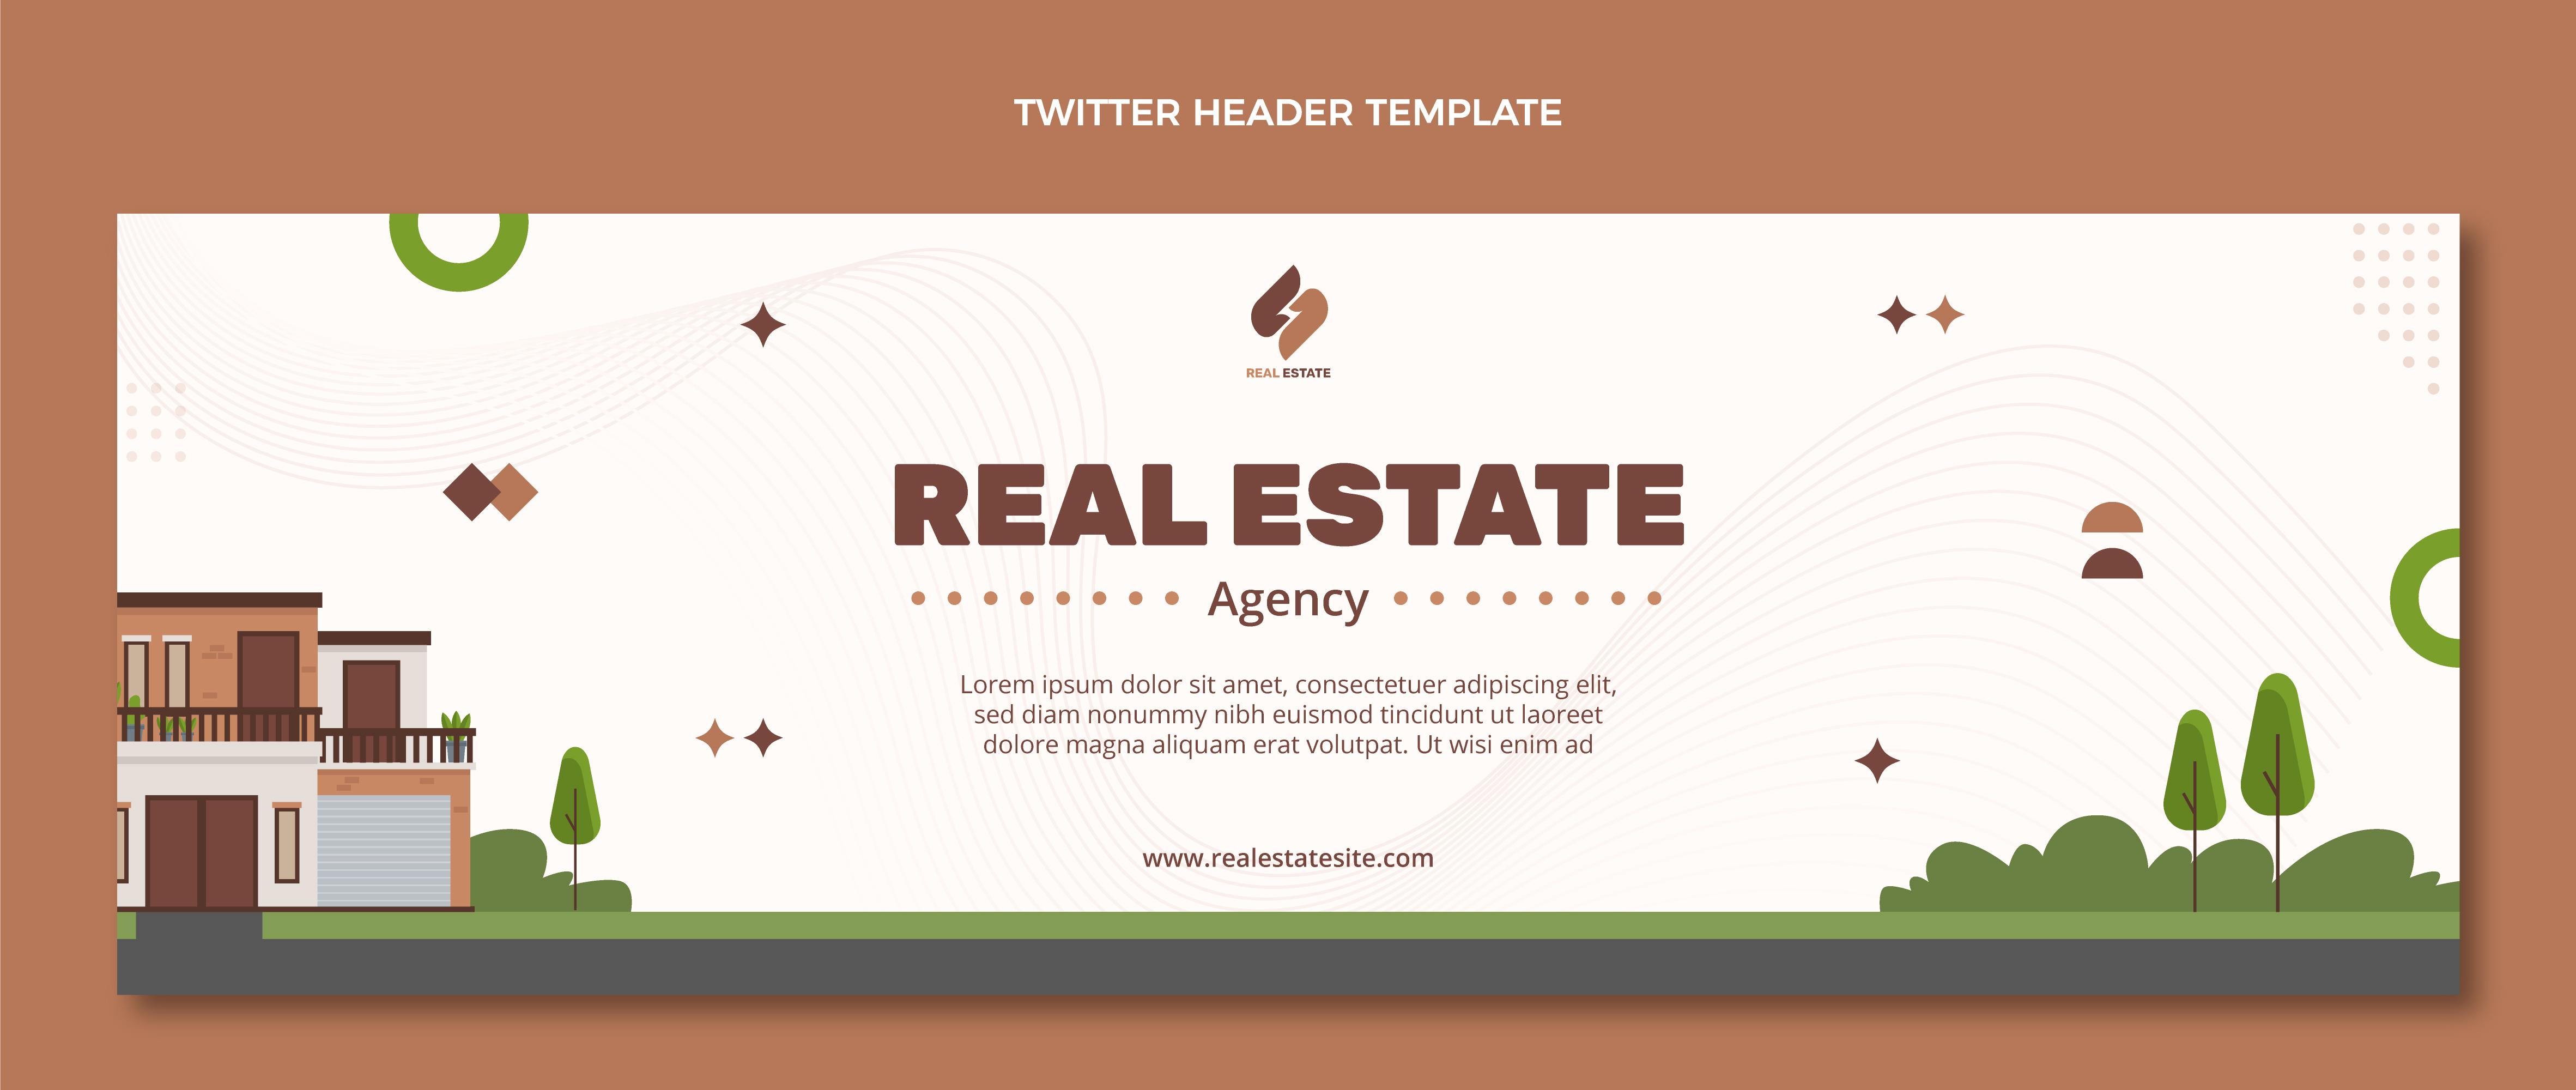 TWITTER HEADER TEMPLATE
REAL ESTATE
REAL ESTATE
Agency
Lorem ipsum dolor sit amet, consectetuer adipiscing elit,
sed diam nonummy nibh euismod tincidunt ut laoreet
dolore magna aliquam erat volutpat. Ut wisi enim ad
www.realestatesite.com